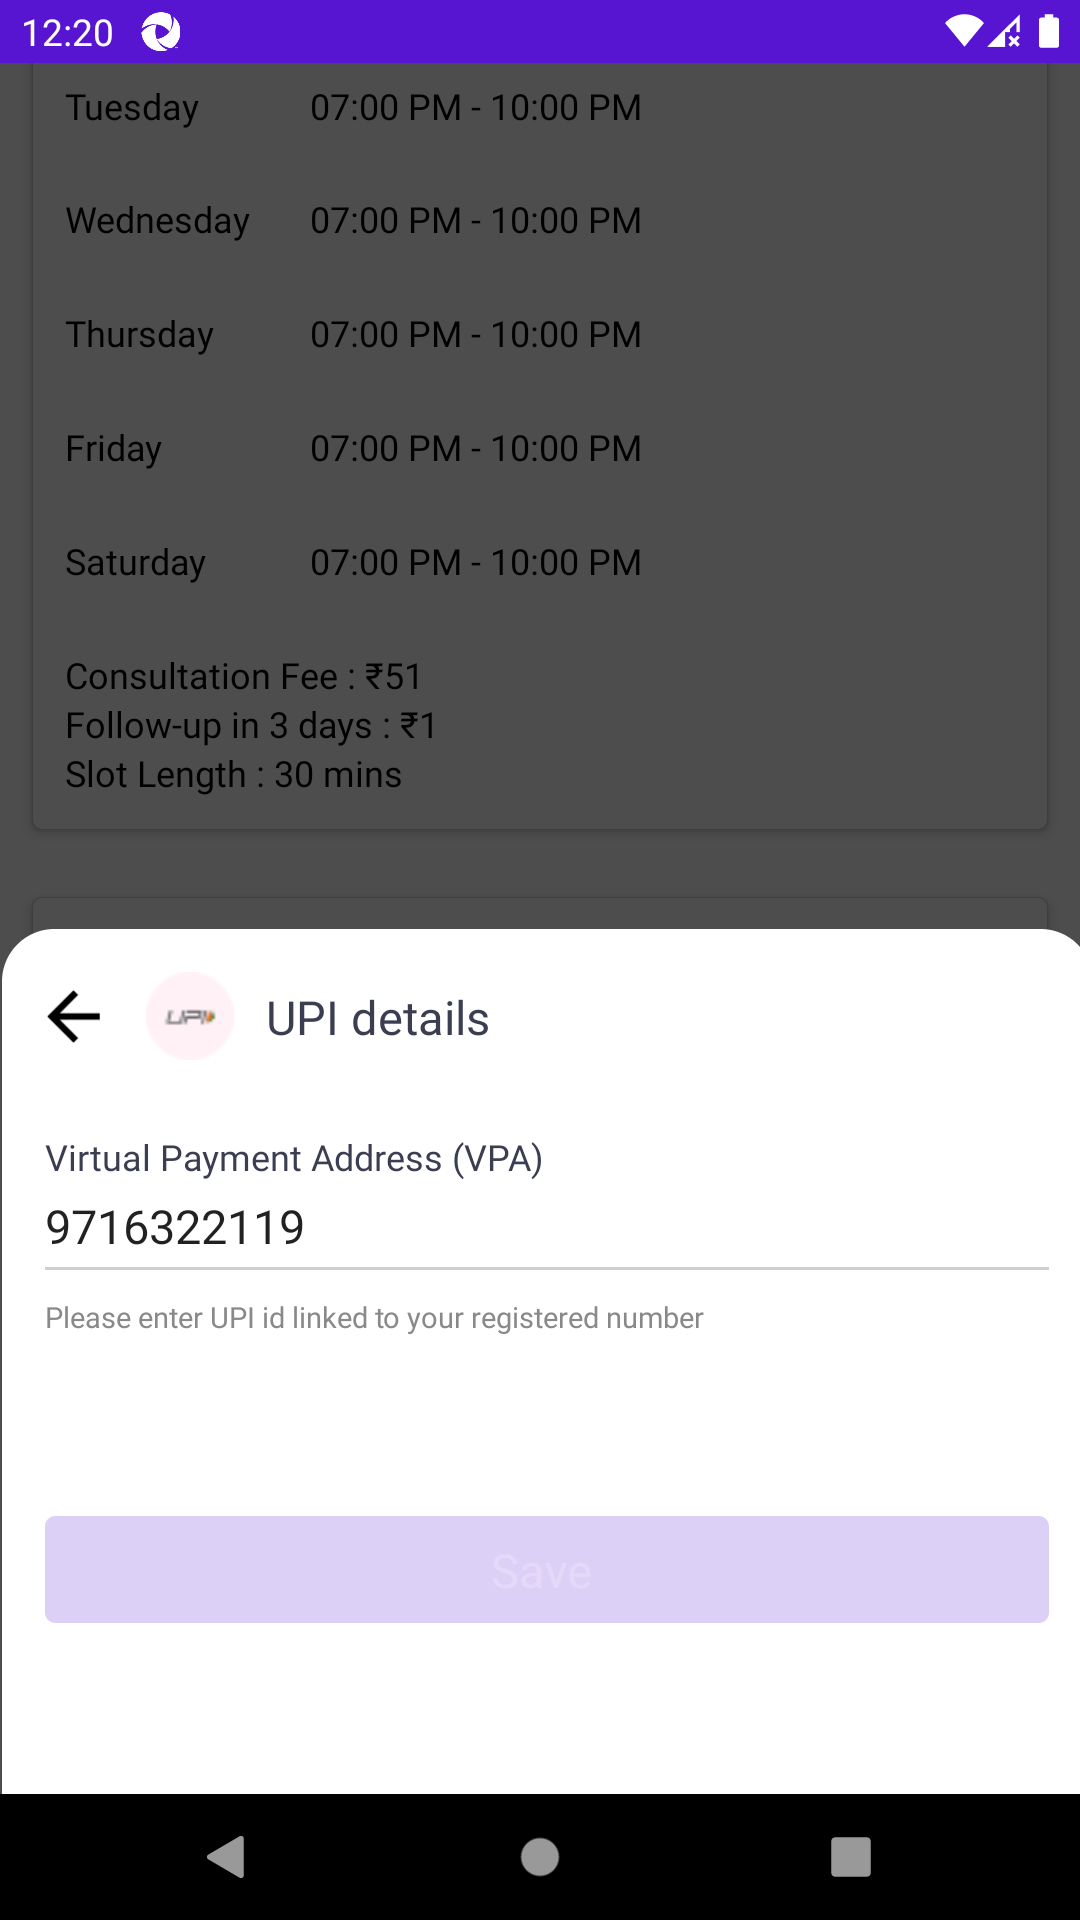 12:20
Tuesday 07:00 PM - 10:00 PM
Wednesday 07:00 PM - 10:00 PM
Thursday 07:00 PM - 10:00 PM
Friday 07:00 PM - 10:00 PM
Saturday 07:00 PM - 10:00 PM
Consultation Fee : ₹51
Follow-up in 3 days : ₹1
Slot Length : 30 mins
UPI UPI details
Virtual Payment Address (VPA)
9716322119
Please enter UPI id linked to your registered number
Save